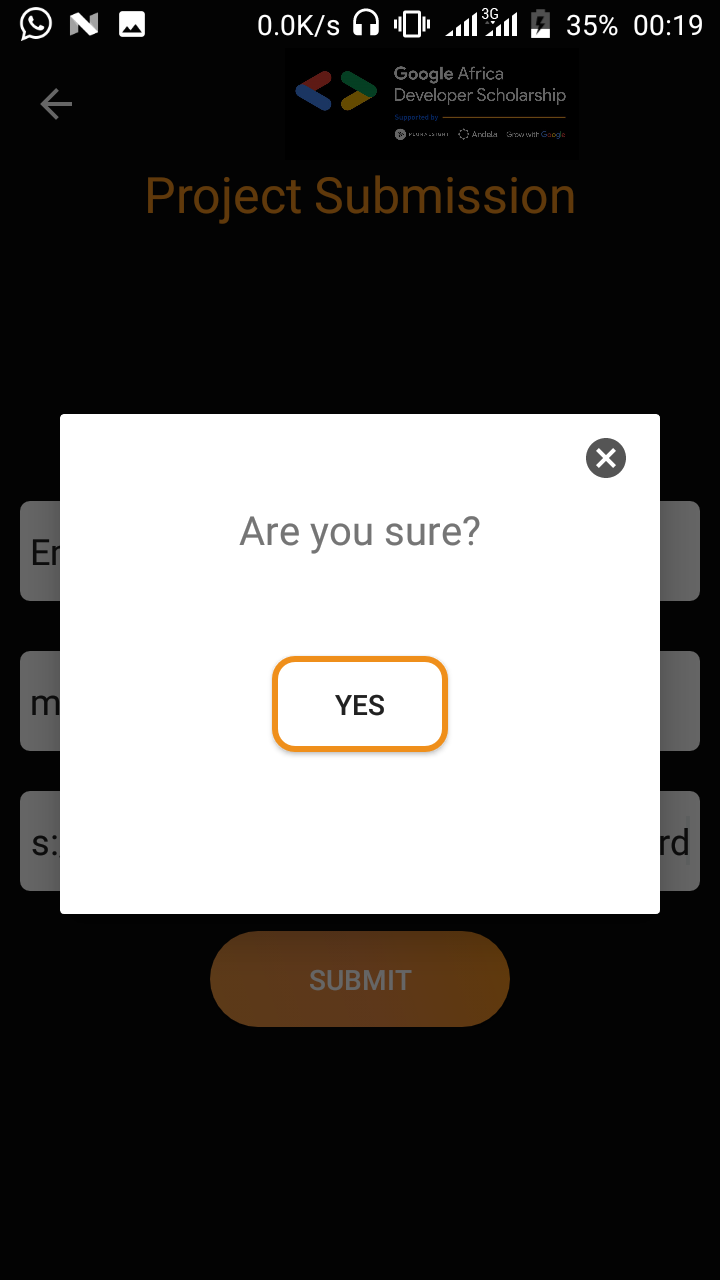 0.0K/s 3G 35% 00:19
Google Africa
Developer Scholarship
Supported by
PLURALSIGHT Andela Grow with Google
Project Submission
Are you sure?
YES
En
m
s:/
rd
SUBMIT